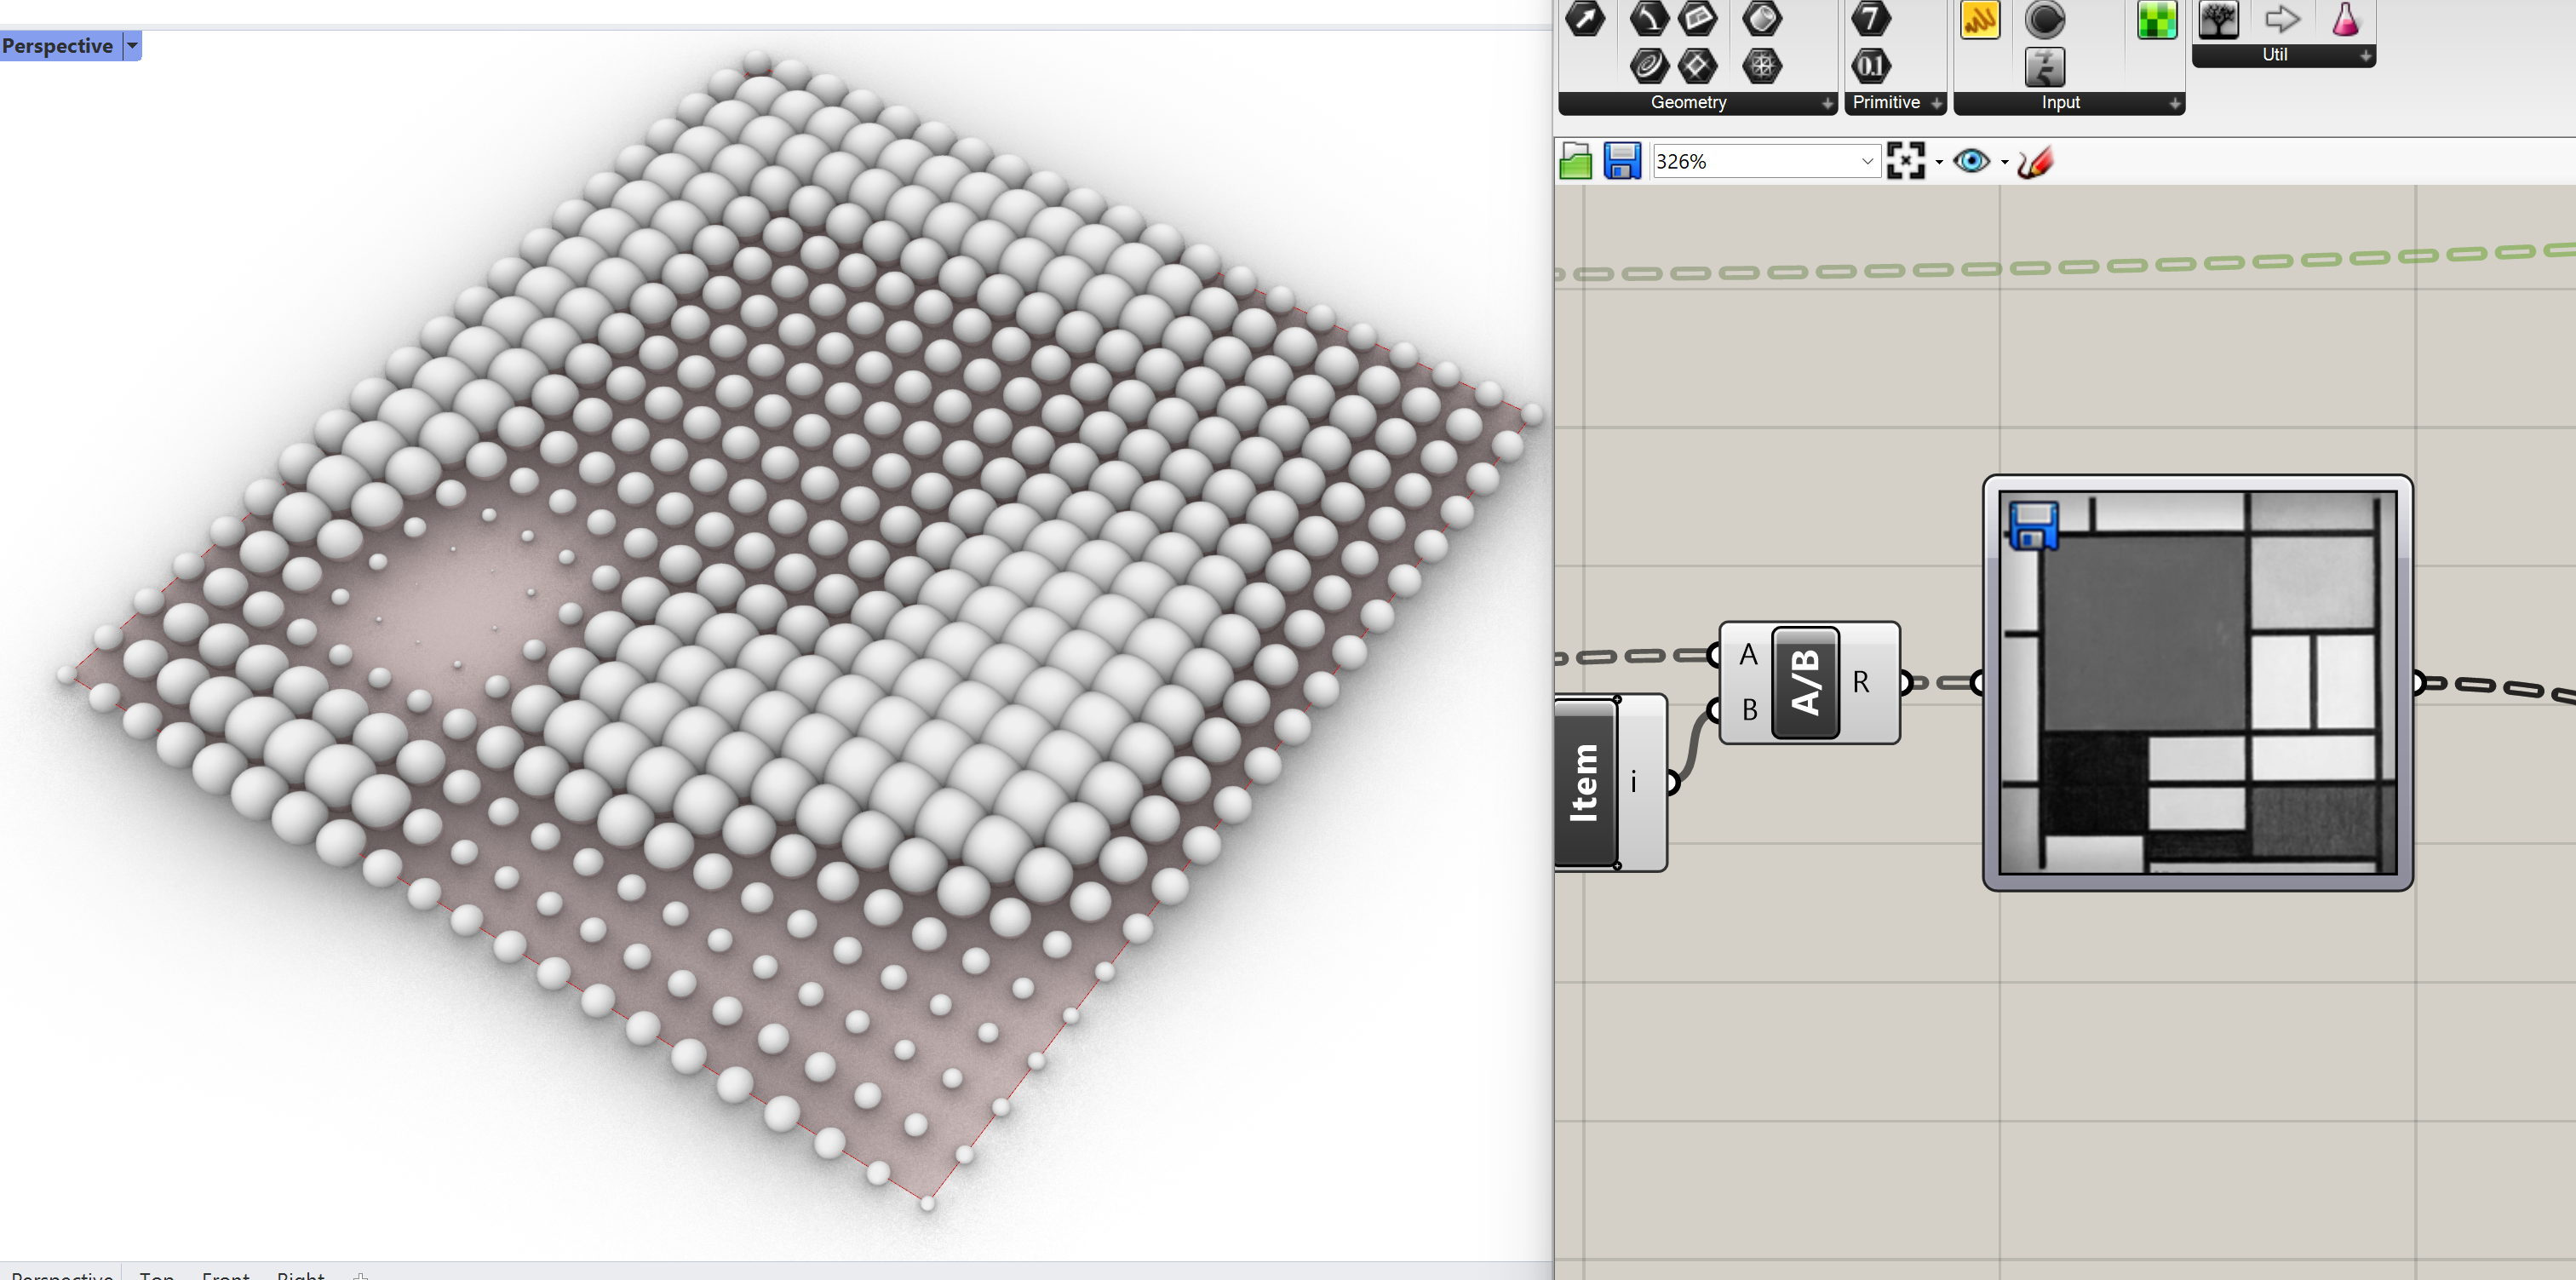 Perspective
7
0.1
Geometry
Primitive
Input
Util
326%
A
B
A/B
R
Item
i
Perspective
Top
Front
Right